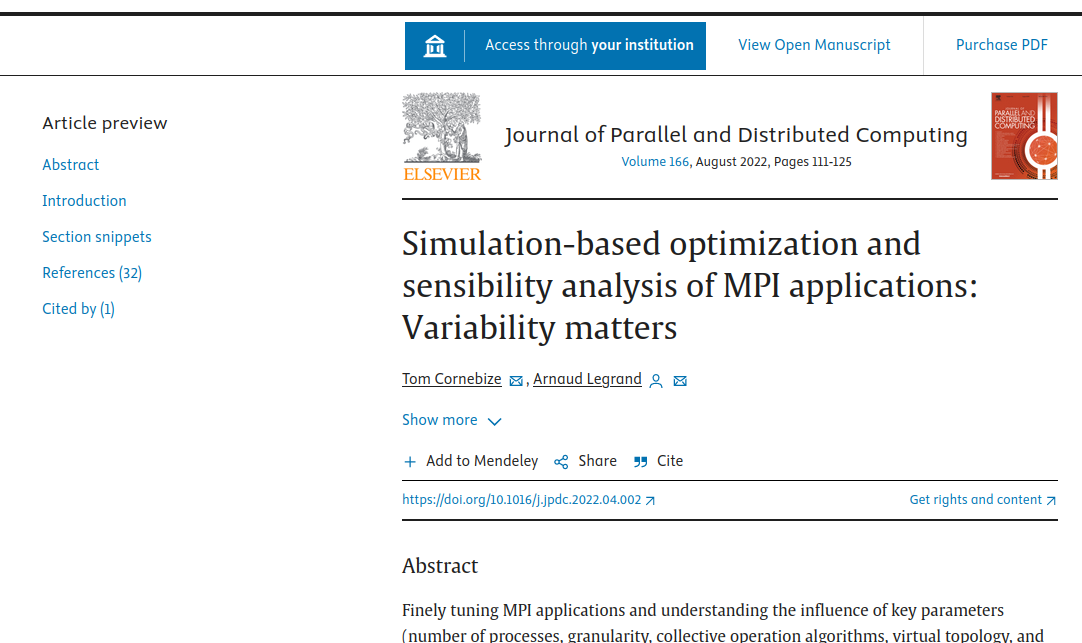 Access through your institution
View Open Manuscript
Purchase PDF
Article preview
Abstract
Introduction
Section snippets
References (32)
Cited by (1)
ELSEVIER
Journal of Parallel and Distributed Computing
Volume 166, August 2022, Pages 111-125
PARALLEL AND
DISTRIBUTED
COMPUTING
Simulation-based optimization and
sensibility analysis of MPI applications:
Variability matters
Tom Cornebize , Arnaud Legrand
Show more
Add to Mendeley Share Cite
https://doi.org/10.1016/j.jpdc.2022.04.002
Get rights and content
Abstract
Finely tuning MPI applications and understanding the influence of key parameters
(number of processes, granularity, collective operation algorithms, virtual topology, and